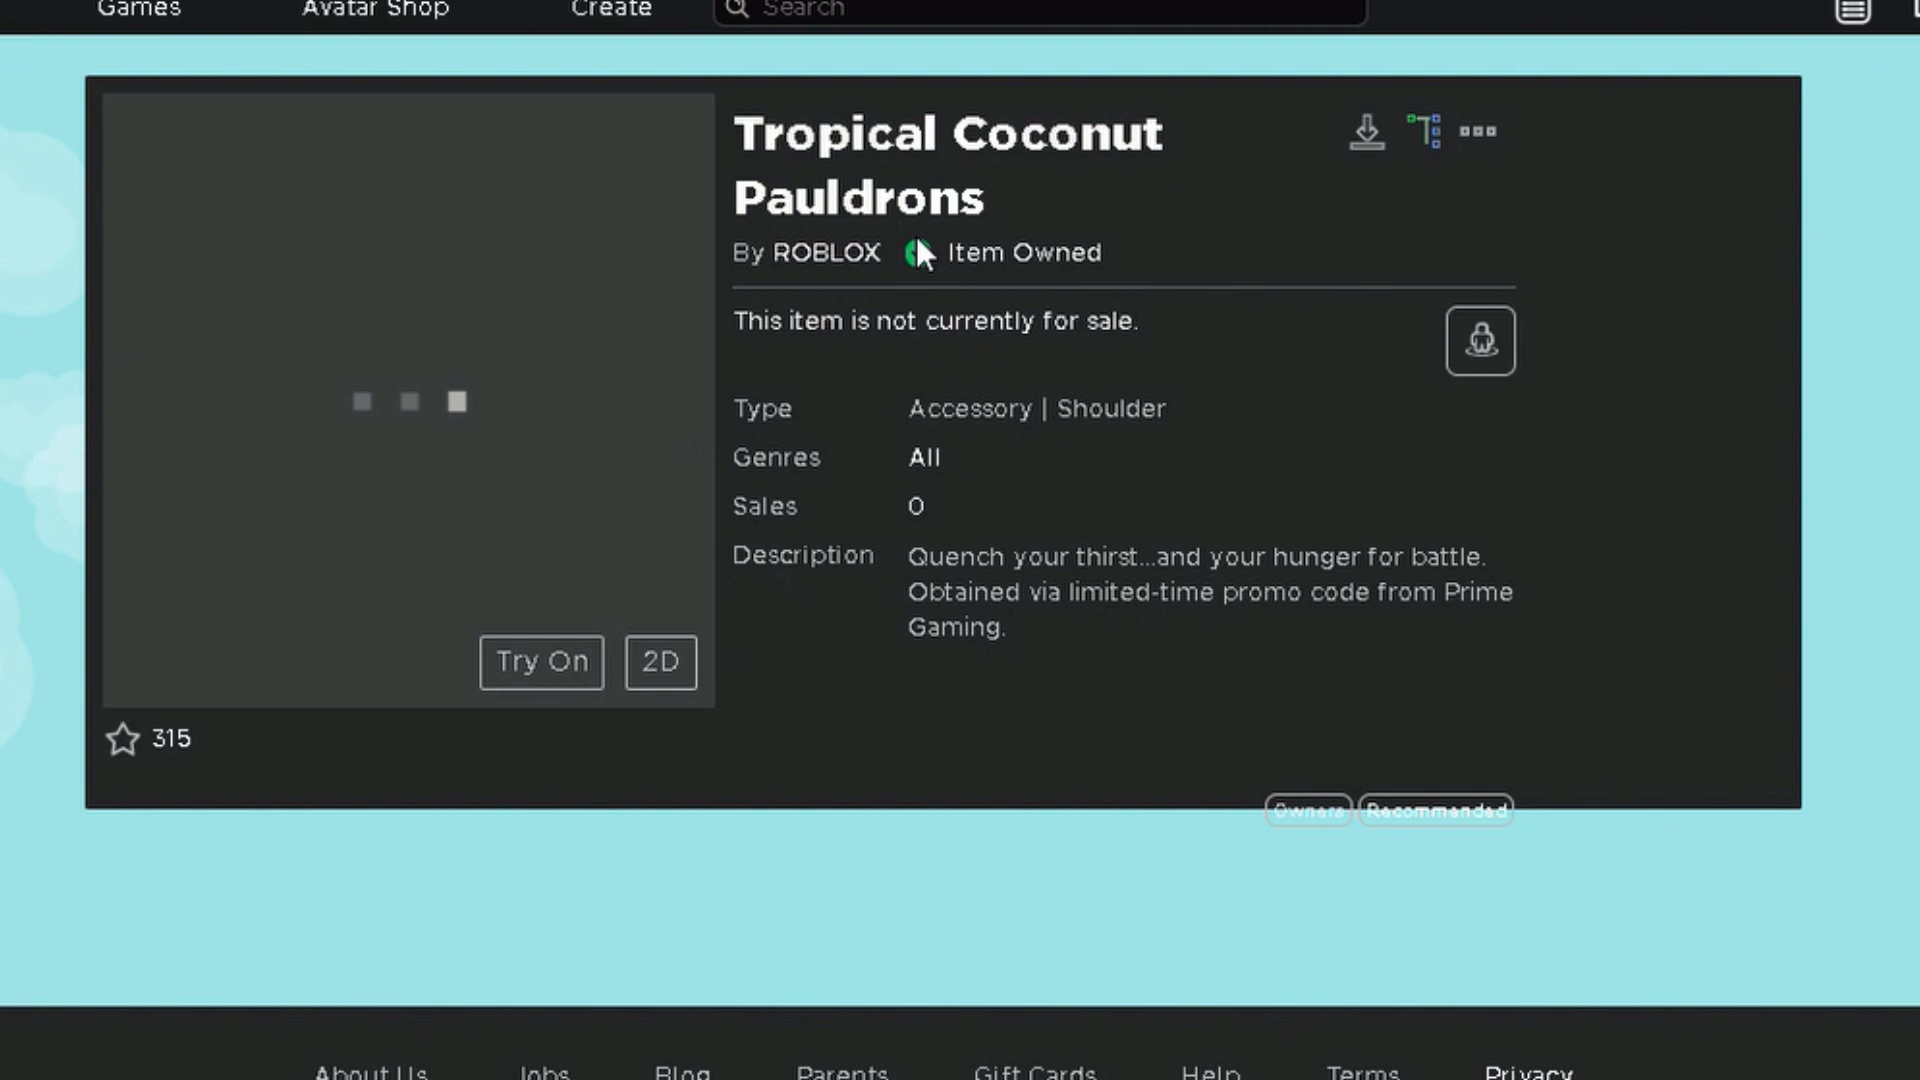 Games Avatar Shop Create Search
Tropical Coconut
Pauldrons
By ROBLOX Item Owned
This item is not currently for sale.
Type Accessory | Shoulder
Genres All
Sales 0
Description Quench your thirst...and your hunger for battle.
Obtained via limited-time promo code from Prime
Gaming.
Try On 2D
315
Owners Recommended
About Us Jobs Blog Parents Gift Cards Help Terms Privacy